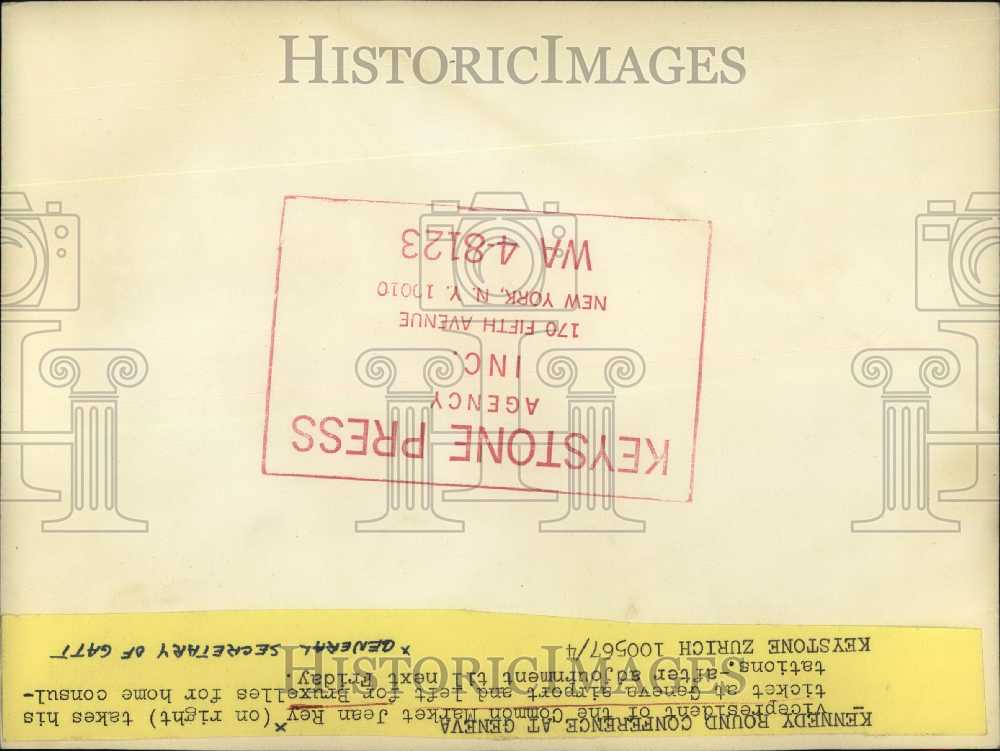 HISTORICIMAGES
KEYSTONE PRESS
AGENCY
INC.
170 FIFTH AVENUE
NEW YORK, N. Y. 10010
WA 4-8123
KENNEDY ROUND CONFERENCE AT GENEVA
vicepresident of the Common Market Jean Rey x (on right) takes his
ticket at Geneva airport and left for Bruxelles for home consul-
tations. -after adjournment till next Friday.
KEYSTONE ZURICH 100567/4
x GENERAL SECRETARY OF GATT
HISTORICIMAGES